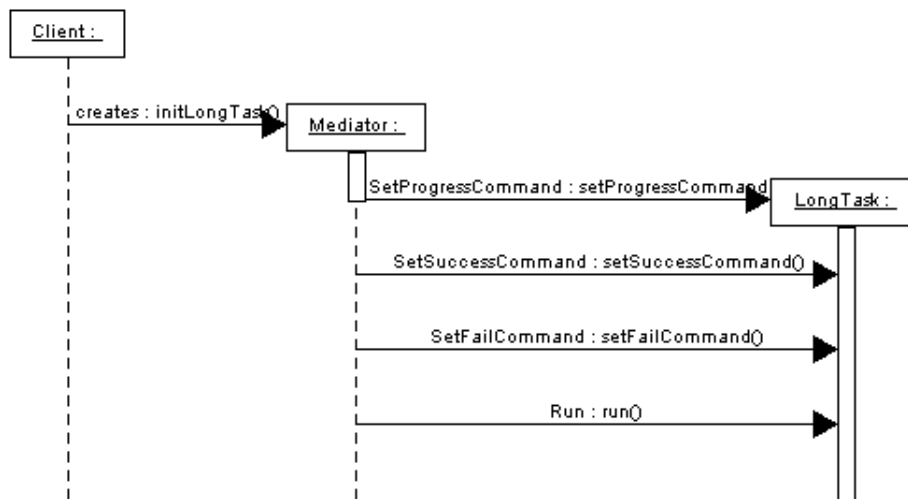 Client :
creates : initLongTask()
Mediator :
SetProgressCommand : setProgressCommand
LongTask :
SetSuccessCommand : setSuccessCommand()
SetFailCommand : setFailCommand()
Run : run()